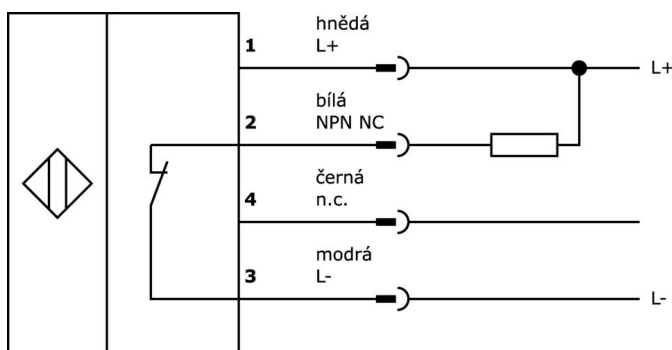 hnědá
1 L+
L+
bílá
2 NPN NC
černá
4 n.c.
modrá
3 L-
L-